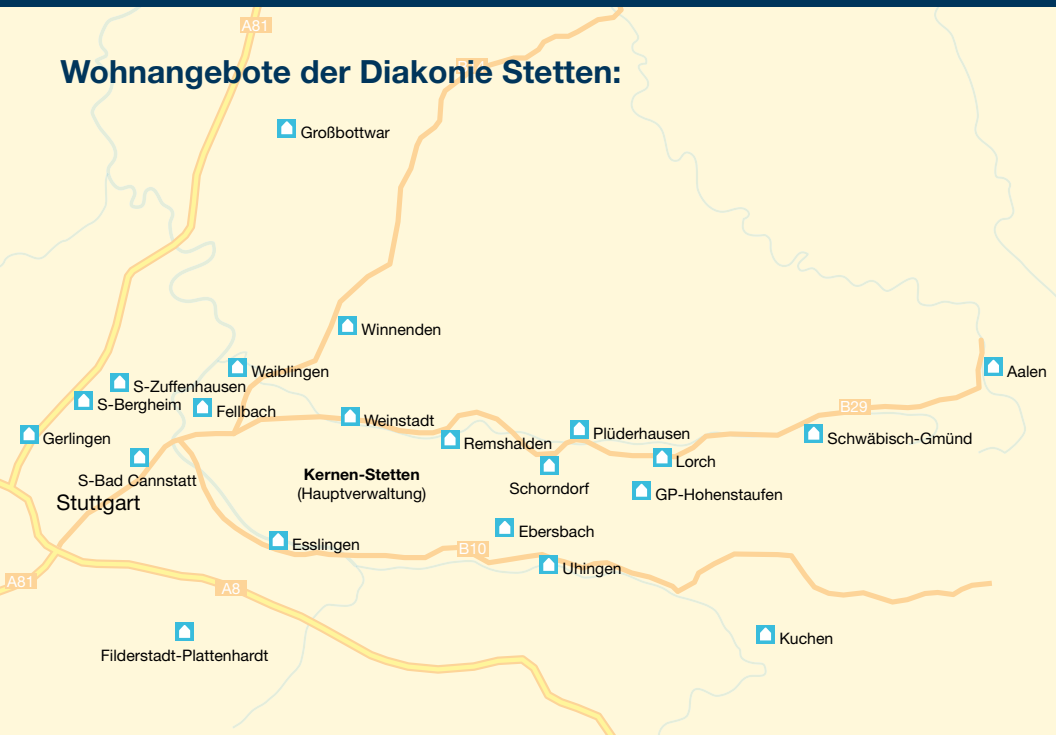 A81
Wohnangebote der Diakonie Stetten:
Großbottwar
Winnenden
Waiblingen
Aalen
S-Zuffenhausen
S-Bergheim
Fellbach
B29
Weinstadt
Gerlingen
Remshalden
Plüderhausen
Schwäbisch-Gmünd
Lorch
S-Bad Cannstatt
Kernen-Stetten
(Hauptverwaltung)
Schorndorf
GP-Hohenstaufen
Stuttgart
Ebersbach
Esslingen
B10
Uhingen
A81
A8
Kuchen
Filderstadt-Plattenhardt